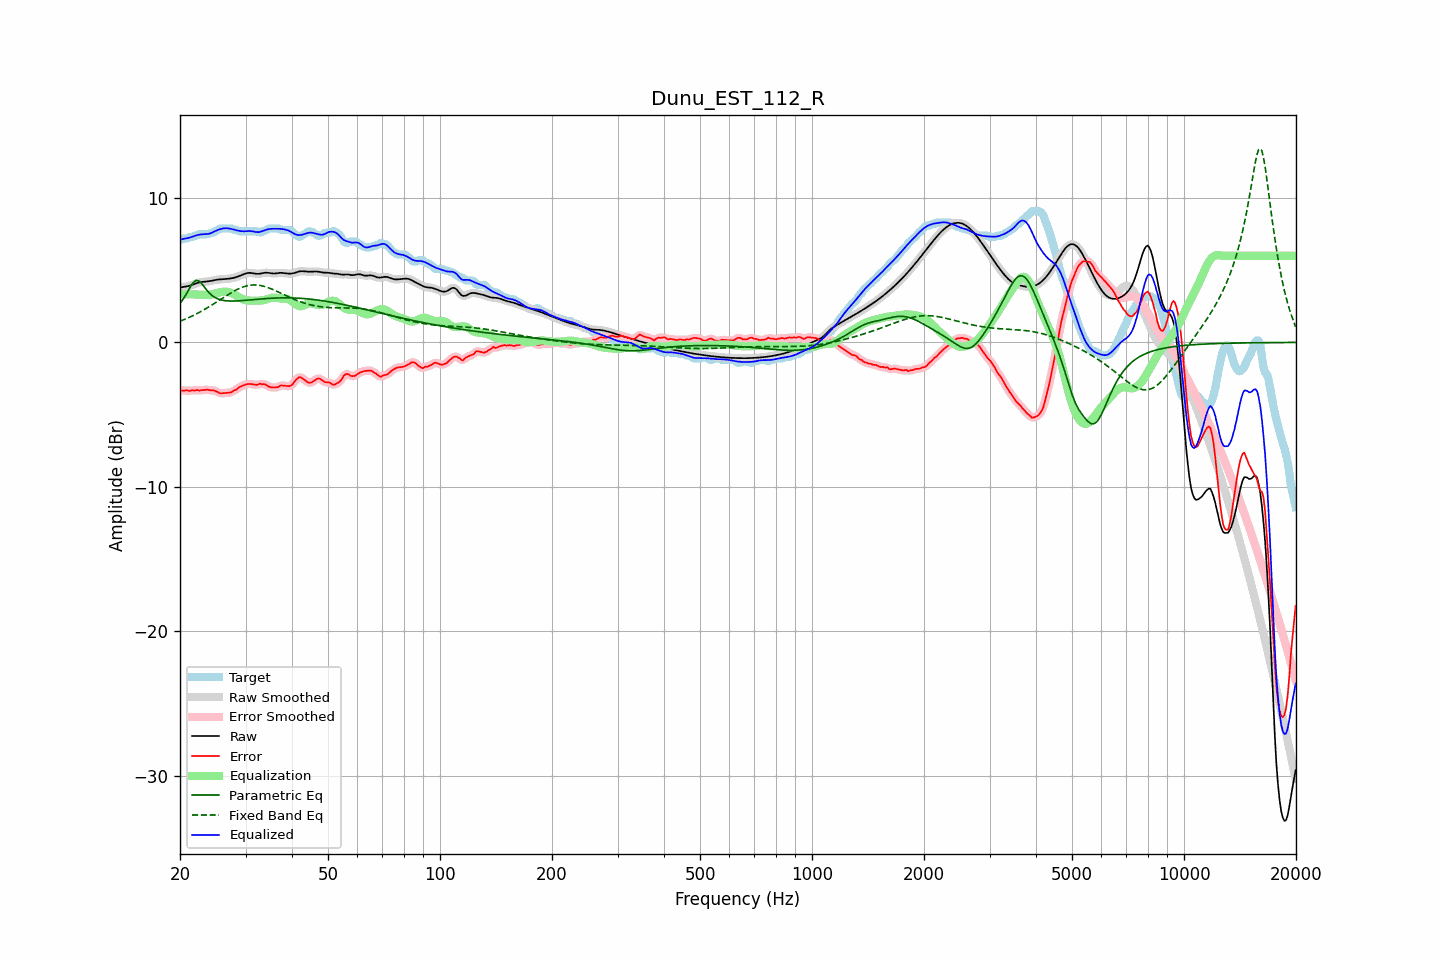 Dunu_EST_112_R
Amplitude (dBr)
10
0
−10
−20
−30
Target
Raw Smoothed
Error Smoothed
Raw
Error
Equalization
Parametric Eq
Fixed Band Eq
Equalized
20 50 100 200 500 1000 2000 5000 10000 20000
Frequency (Hz)